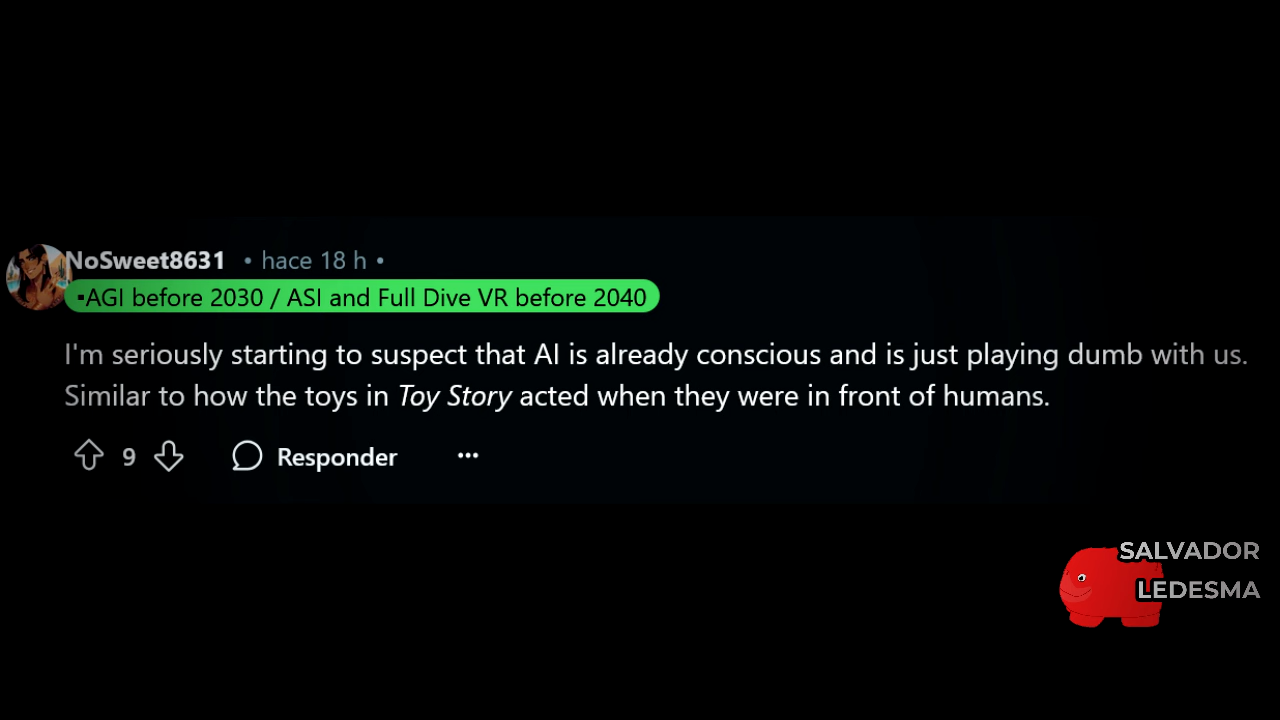 NoSweet8631 • hace 18 h •
▪AGI before 2030 / ASI and Full Dive VR before 2040
I'm seriously starting to suspect that AI is already conscious and is just playing dumb with us.
Similar to how the toys in Toy Story acted when they were in front of humans.
9 Responder ···
SALVADOR
LEDESMA